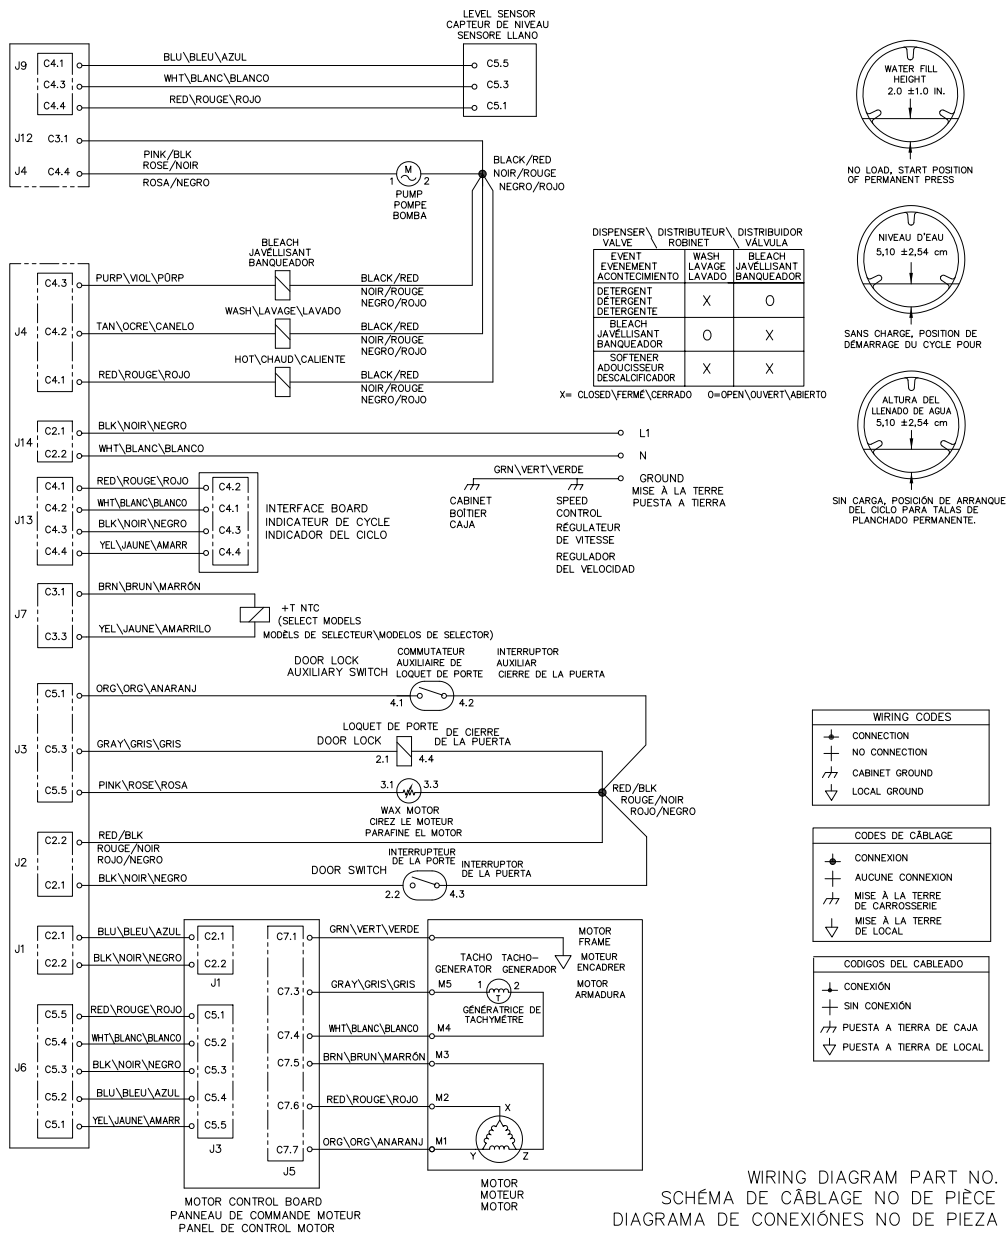 LEVEL SENSOR
CAPTEUR DE NIVEAU
SENSORE LLANO
J9
C4.1
BLU\BLEU\AZUL
C5.5
C4.3
WHT\BLANC\BLANCO
C5.3
C4.4
RED\ROUGE\ROJO
C5.1
J12 C3.1
J4 C4.4
PINK/BLK
ROSE/NOIR
ROSA/NEGRO
M
1 2
PUMP
POMPE
BOMBA
BLACK/RED
NOIR/ROUGE
NEGRO/ROJO
WATER FILL
HEIGHT
2.0 ±1.0 IN.
NO LOAD, START POSITION
OF PERMANENT PRESS
NIVEAU D'EAU
5,10 ±2,54 cm
SANS CHARGE, POSITION DE
DÉMARRAGE DU CYCLE POUR
ALTURA DEL
LLENADO DE AGUA
5,10 ±2,54 cm
SIN CARGA, POSICIÓN DE ARRANQUE
DEL CICLO PARA TALAS DE
PLANCHADO PERMANENTE.
DISPENSER\ DISTRIBUTEUR\ DISTRIBUIDOR
VALVE \ ROBINET \ VÁLVULA
EVENT
EVENEMENT
ACONTECIMIENTO
WASH
LAVAGE
LAVADO
BLEACH
JAVÉLLISANT
BANQUEADOR
DETERGENT
DÉTERGENT
DETERGENTE
X O
BLEACH
JAVÉLLISANT
BANQUEADOR
O X
SOFTENER
ADOUCISSEUR
DESCALCIFICADOR
X X
X= CLOSED\FERMÉ\CERRADO O=OPEN\OUVERT\ABIERTO
J4
BLEACH
JAVÉLLISANT
BANQUEADOR
C4.3
PURP\VIOL\PÚRP
BLACK/RED
NOIR/ROUGE
NEGRO/ROJO
WASH\LAVAGE\LAVADO
C4.2
TAN\OCRE\CANELO
BLACK/RED
NOIR/ROUGE
NEGRO/ROJO
HOT\CHAUD\CALIENTE
C4.1
RED\ROUGE\ROJO
BLACK/RED
NOIR/ROUGE
NEGRO/ROJO
J14
C2.1
BLK\NOIR\NEGRO
L1
C2.2
WHT\BLANC\BLANCO
N
GRN\VERT\VERDE
GROUND
MISE À LA TERRE
PUESTA A TIERRA
CABINET
BOÎTIER
CAJA
SPEED
CONTROL
RÉGULATEUR
DE VITESSE
REGULADOR
DEL VELOCIDAD
J13
C4.1
RED\ROUGE\ROJO
C4.2
C4.2
WHT\BLANC\BLANCO
C4.1
C4.3
BLK\NOIR\NEGRO
C4.3
C4.4
YEL\JAUNE\AMARR
C4.4
INTERFACE BOARD
INDICATEUR DE CYCLE
INDICADOR DEL CICLO
J7
C3.1
BRN\BRUN\MARRÓN
C3.3
YEL\JAUNE\AMARRILO
+T NTC
(SELECT MODELS
MODÈLS DE SELECTEUR\MODELOS DE SELECTOR)
DOOR LOCK
AUXILIARY SWITCH
COMMUTATEUR
AUXILIAIRE DE
LOQUET DE PORTE
INTERRUPTOR
AUXILIAR
CIERRE DE LA PUERTA
J3
C5.1
ORG\ORG\ANARANJ
4.1 4.2
LOQUET DE PORTE
DOOR LOCK
DE CIERRE
DE LA PUERTA
C5.3
GRAY\GRIS\GRIS
2.1 4.4
C5.5
PINK\ROSE\ROSA
3.1 3.3
WAX MOTOR
CIREZ LE MOTEUR
PARAFINE EL MOTOR
RED/BLK
ROUGE/NOIR
ROJO/NEGRO
J2
C2.2
RED/BLK
ROUGE/NOIR
ROJO/NEGRO
C2.1
BLK\NOIR\NEGRO
DOOR SWITCH
INTERRUPTEUR
DE LA PORTE
INTERRUPTOR
DE LA PUERTA
2.2 4.3
WIRING CODES
CONNECTION
NO CONNECTION
CABINET GROUND
LOCAL GROUND
CODES DE CÂBLAGE
CONNEXION
AUCUNE CONNEXION
MISE À LA TERRE
DE CARROSSERIE
MISE À LA TERRE
DE LOCAL
CODIGOS DEL CABLEADO
CONEXIÓN
SIN CONEXIÓN
PUESTA A TIERRA DE CAJA
PUESTA A TIERRA DE LOCAL
J1
C2.1
BLU\BLEU\AZUL
C2.1
C2.2
BLK\NOIR\NEGRO
C2.2
J1
J6
C5.5
RED\ROUGE\ROJO
C5.1
C5.4
WHT\BLANC\BLANCO
C5.2
C5.3
BLK\NOIR\NEGRO
C5.3
C5.2
BLU\BLEU\AZUL
C5.4
C5.1
YEL\JAUNE\AMARR
C5.5
J3
C7.1
GRN\VERT\VERDE
MOTOR
FRAME
MOTEUR
ENCADRER
MOTOR
ARMADURA
TACHO
GENERATOR
TACHO-
GENERADOR
C7.3
GRAY\GRIS\GRIS
M5
1 2
T
GÉNÉRATRICE DE
TACHYMÉTRE
C7.4
WHT\BLANC\BLANCO
M4
C7.5
BRN\BRUN\MARRÓN
M3
C7.6
RED\ROUGE\ROJO
M2
X
C7.7
ORG\ORG\ANARANJ
M1
Y Z
J5
MOTOR CONTROL BOARD
PANNEAU DE COMMANDE MOTEUR
PANEL DE CONTROL MOTOR
MOTOR
MOTEUR
MOTOR
WIRING DIAGRAM PART NO.
SCHÉMA DE CÂBLAGE NO DE PIÈCE
DIAGRAMA DE CONEXIÓNES NO DE PIEZA